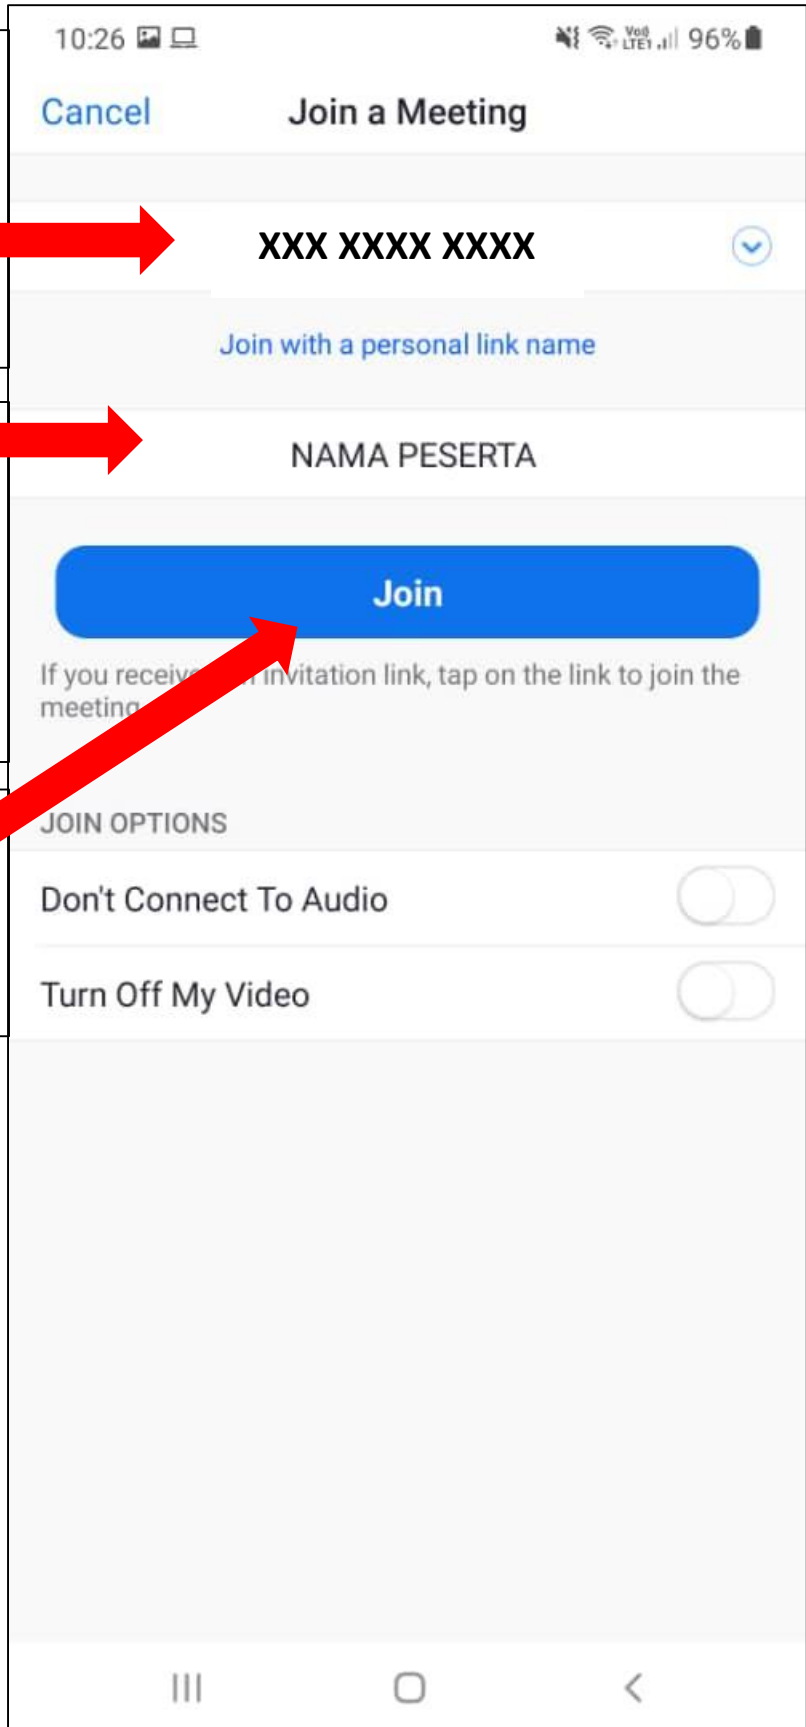 10:26 96%
Cancel Join a Meeting
XXX XXXX XXXX
Join with a personal link name
NAMA PESERTA
Join
If you receive invitation link, tap on the link to join the
meeting
JOIN OPTIONS
Don't Connect To Audio
Turn Off My Video